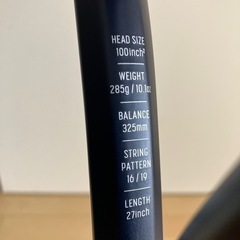 HEAD SIZE
100inch²
WEIGHT
285g / 10.1oz
BALANCE
325mm
STRING
PATTERN
16 / 19
LENGTH
27inch